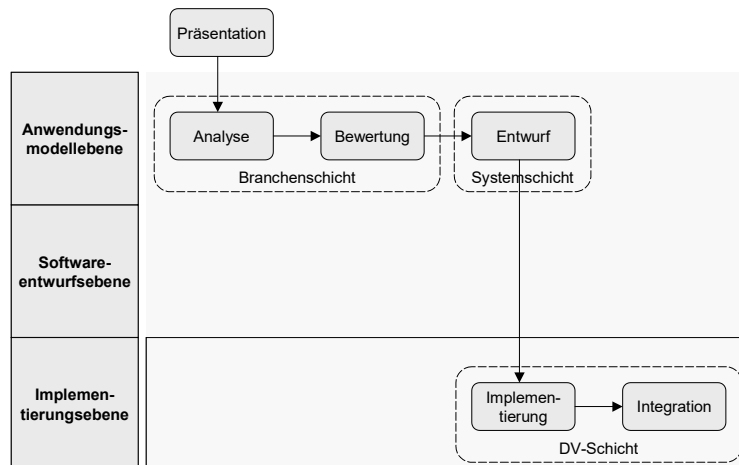 Präsentation
Anwendungs-
modellebene
Analyse
Bewertung
Entwurf
Branchenschicht
Systemschicht
Software-
entwurfsebene
Implemen-
tierungsebene
Implemen-
tierung
Integration
DV-Schicht